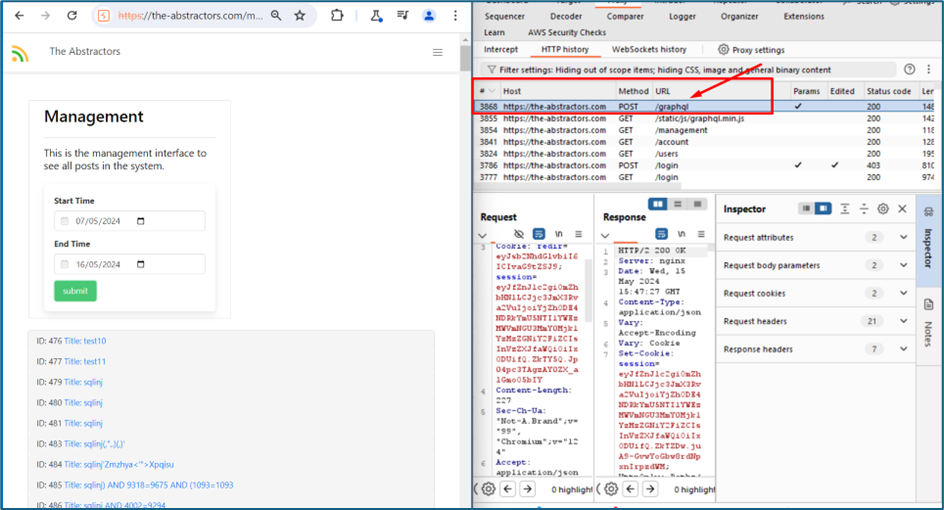 https://the-abstractors.com/m...
The Abstractors
Management
This is the management interface to
see all posts in the system.
Start Time
07/05/2024
End Time
16/05/2024
submit
ID: 476 Title: test10
ID: 477 Title: test11
ID: 479 Title: sqlinj
ID: 480 Title: sqlinj
ID: 481 Title: sqlinj
ID: 483 Title: sqlinj(,",.)(,)'
ID: 484 Title: sqlinj'Zmzhya<'">Xpqisu
ID: 485 Title: sqlinj) AND 9318=9675 AND (1093=1093
ID: 486 Title: sqlinj AND 4002=9294
Sequencer Decoder Comparer Logger Organizer Extensions
Learn AWS Security Checks
Intercept HTTP history WebSockets history Proxy settings
Filter settings: Hiding out of scope items; hiding CSS, image and general binary content
# Host Method URL Params Edited Status code Ler
3868 https://the-abstractors.com POST /graphql 200 148
3855 https://the-abstractors.com GET /static/js/graphql.min.js 200 142
3854 https://the-abstractors.com GET /management 200 118
3841 https://the-abstractors.com GET /account 200 128
3824 https://the-abstractors.com GET /users 200 195
3786 https://the-abstractors.com POST /login 403 810
3777 https://the-abstractors.com GET /login 200 974
Request
\n
3 Cookie: redir=
session=
4 Content-Length:
227
5 Sec-Ch-Ua:
"Not-A.Brand";v=
"99",
"Chromium";v="12
4"
6 Accept:
application/json
0 highlight
Response
\n
1 HTTP/2 200 OK
2 Server: nginx
3 Date: Wed, 15
May 2024
15:47:27 GMT
4 Content-Type:
application/json
5 Vary:
Accept-Encoding
6 Vary: Cookie
7 Set-Cookie:
session=
0 highlight
Inspector
Request attributes 2
Request body parameters 2
Request cookies 2
Request headers 21
Response headers 7
Inspector
Notes